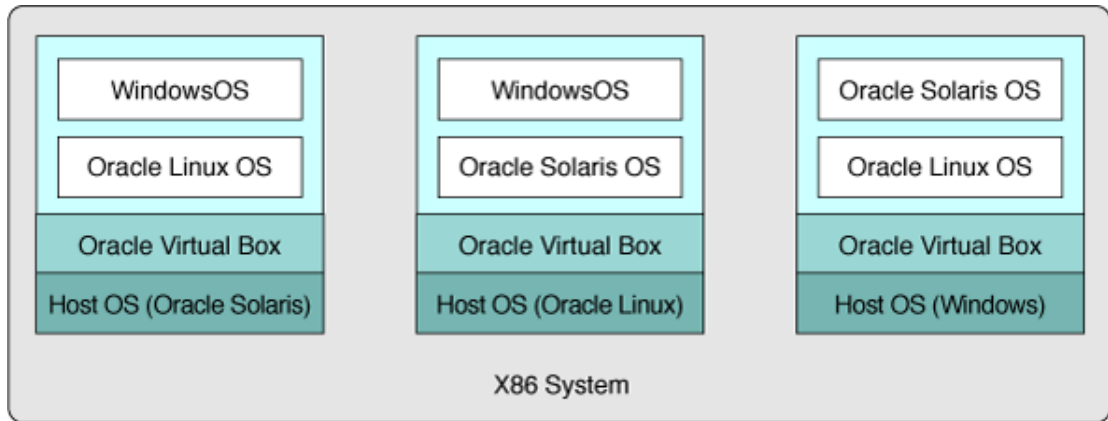 WindowsOS
Oracle Linux OS
Oracle Virtual Box
Host OS (Oracle Solaris)
WindowsOS
Oracle Solaris OS
Oracle Virtual Box
Host OS (Oracle Linux)
Oracle Solaris OS
Oracle Linux OS
Oracle Virtual Box
Host OS (Windows)
X86 System